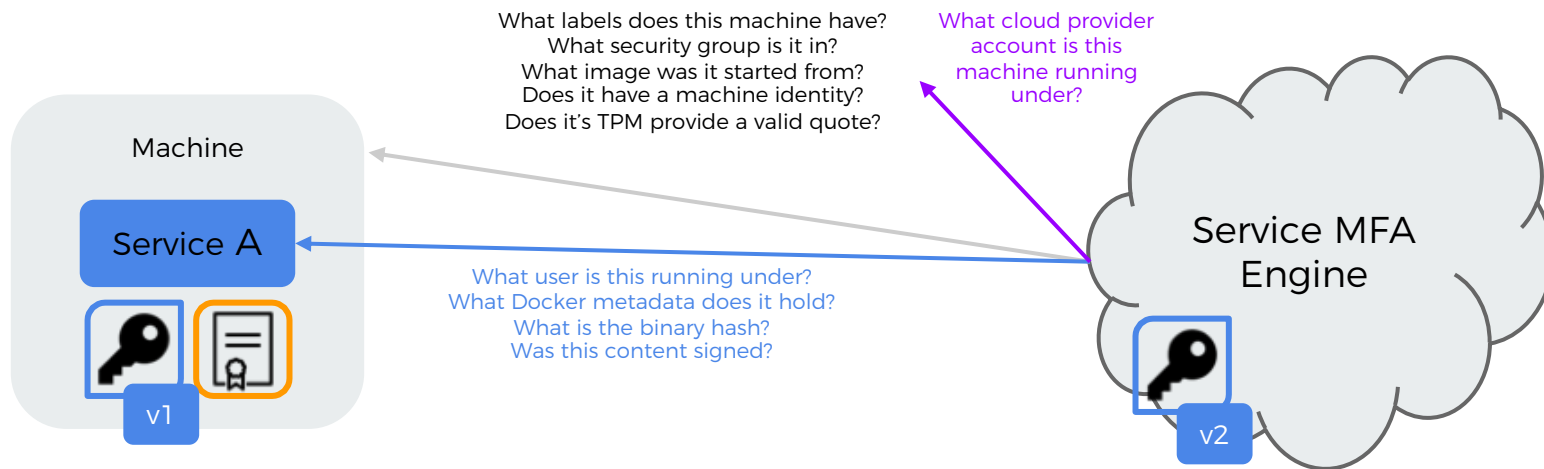 What labels does this machine have?
What security group is it in?
What image was it started from?
Does it have a machine identity?
Does it's TPM provide a valid quote?
What cloud provider
account is this
machine running
under?
Machine
Service A
What user is this running under?
What Docker metadata does it hold?
What is the binary hash?
Was this content signed?
v1
Service MFA
Engine
v2